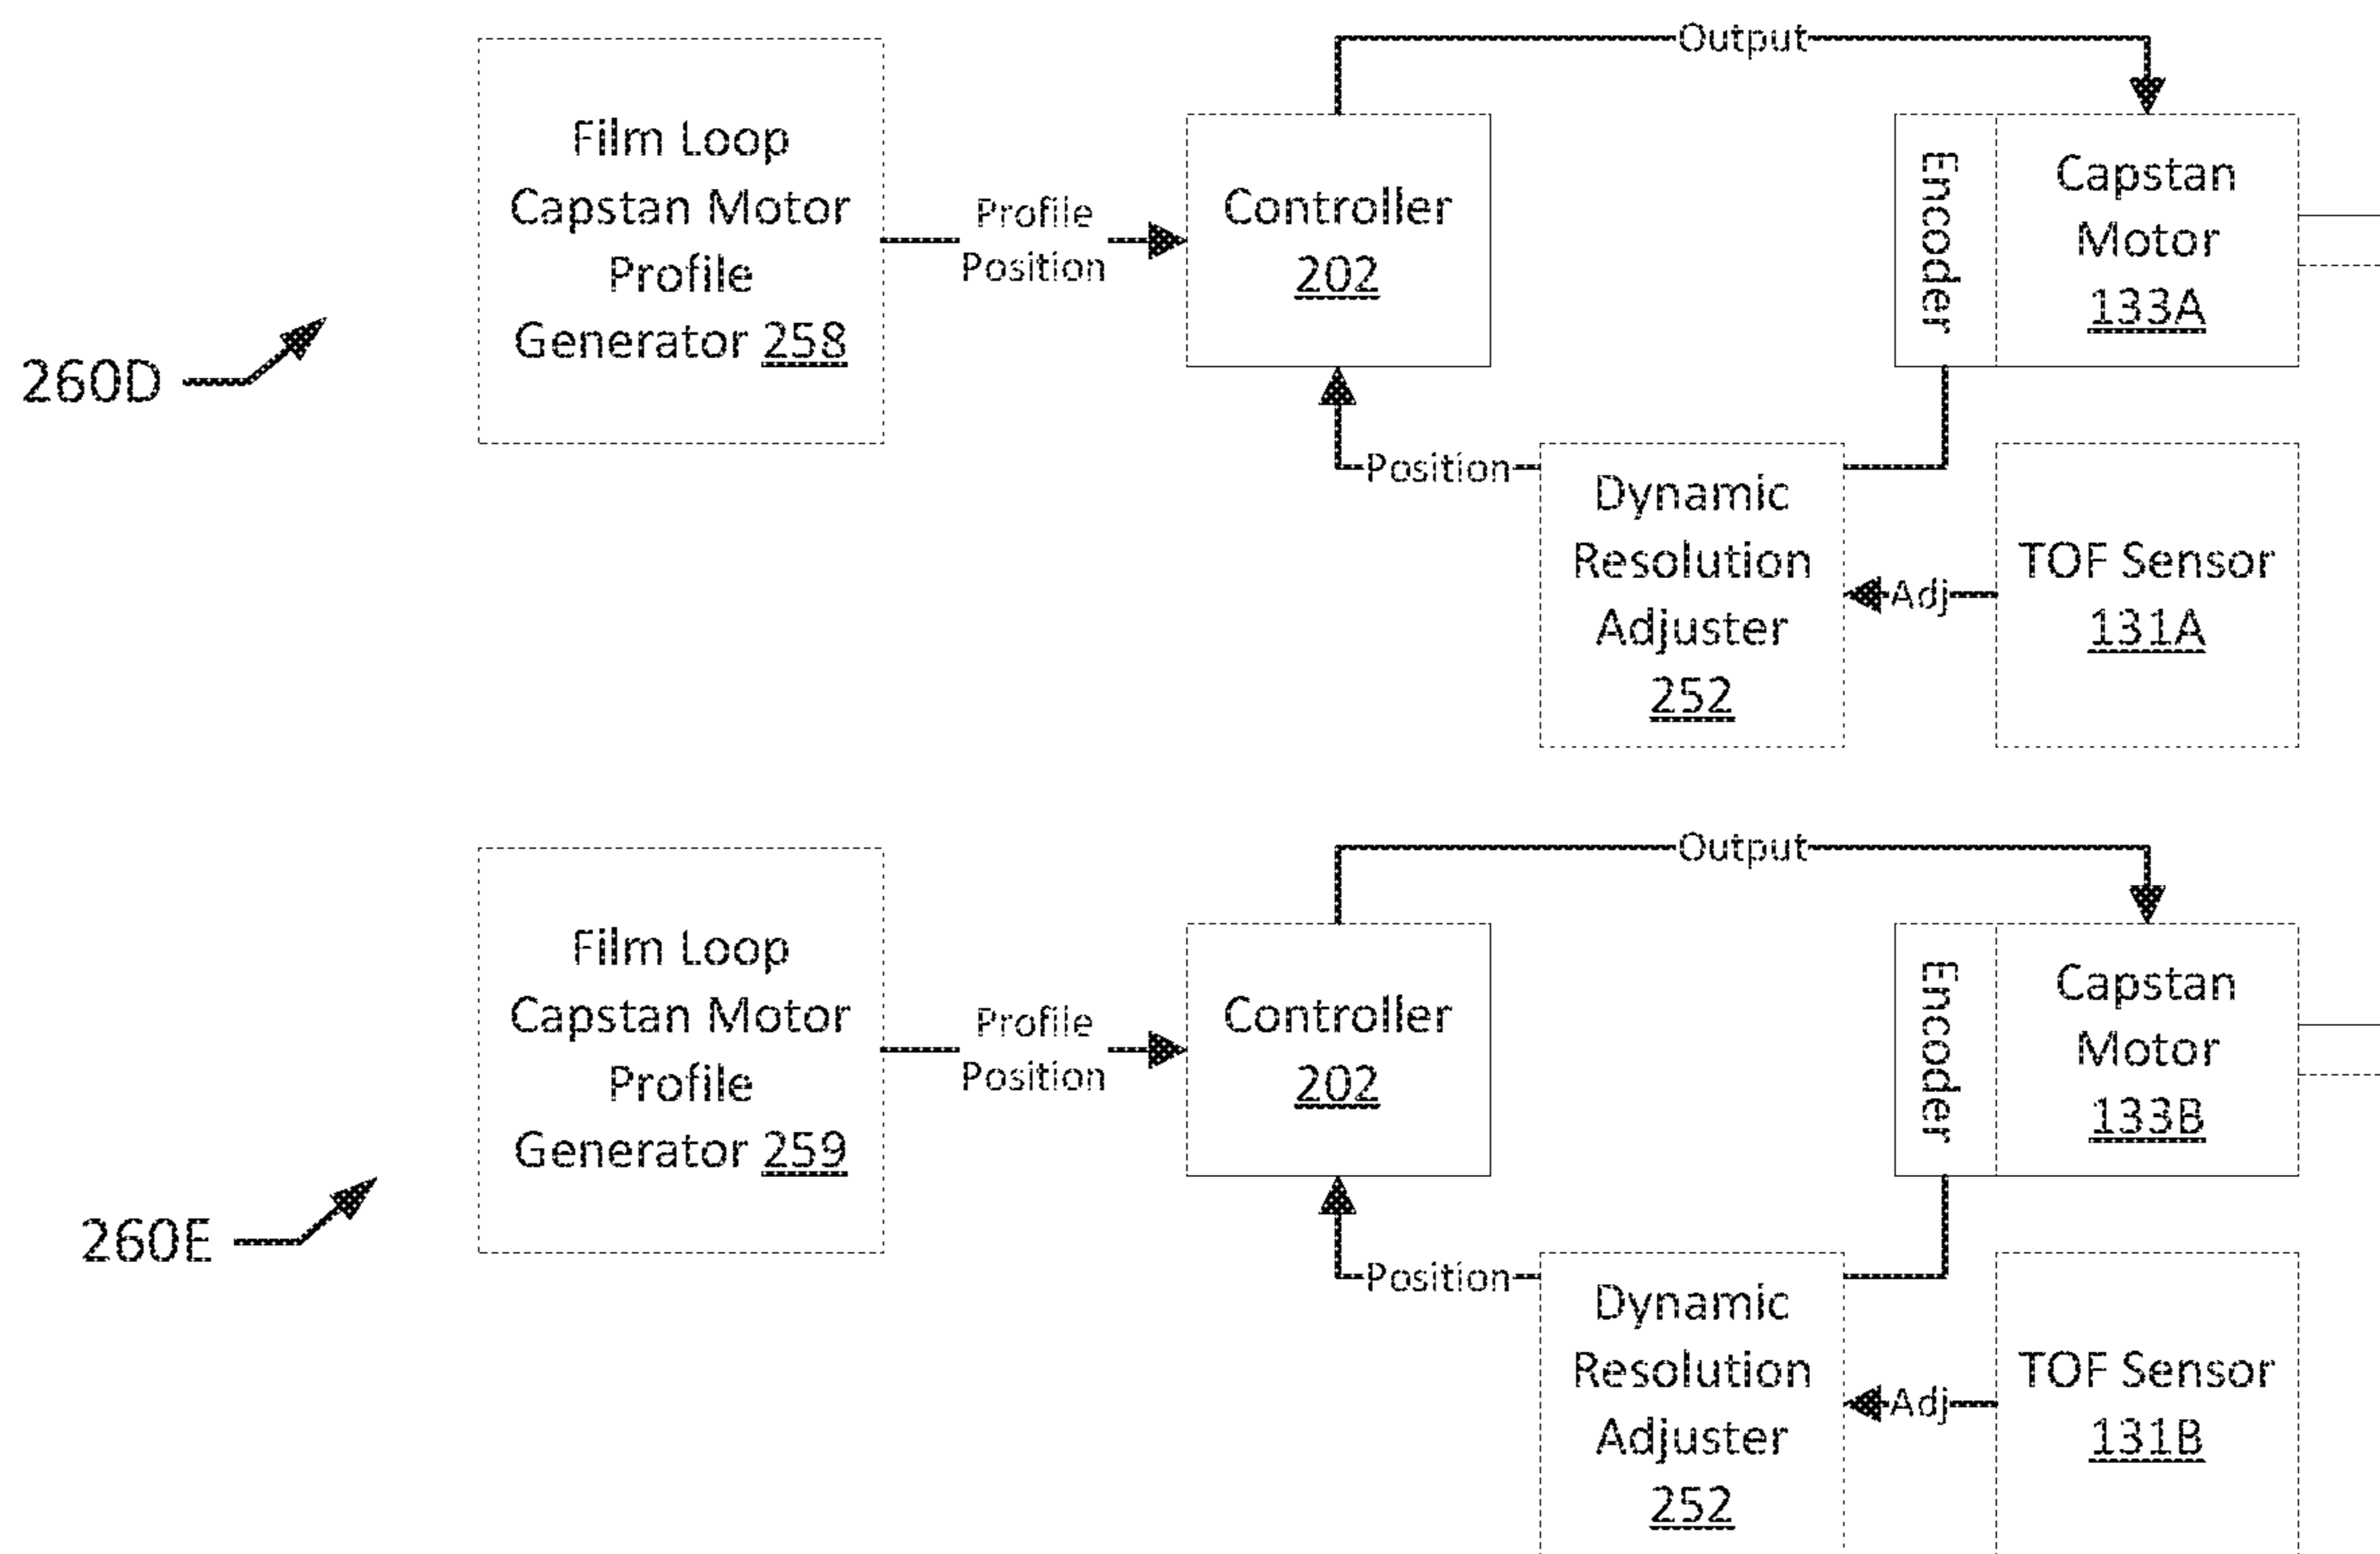 Output
Film Loop
Capstan Motor
Profile
Generator 258
Profile
Position
Controller
202
Encoder
Capstan
Motor
133A
260D
Position
Dynamic
Resolution
Adjuster
252
Adj
TOF Sensor
131A
Output
Film Loop
Capstan Motor
Profile
Generator 259
Profile
Position
Controller
202
Encoder
Capstan
Motor
133B
260E
Position
Dynamic
Resolution
Adjuster
252
Adj
TOF Sensor
131B